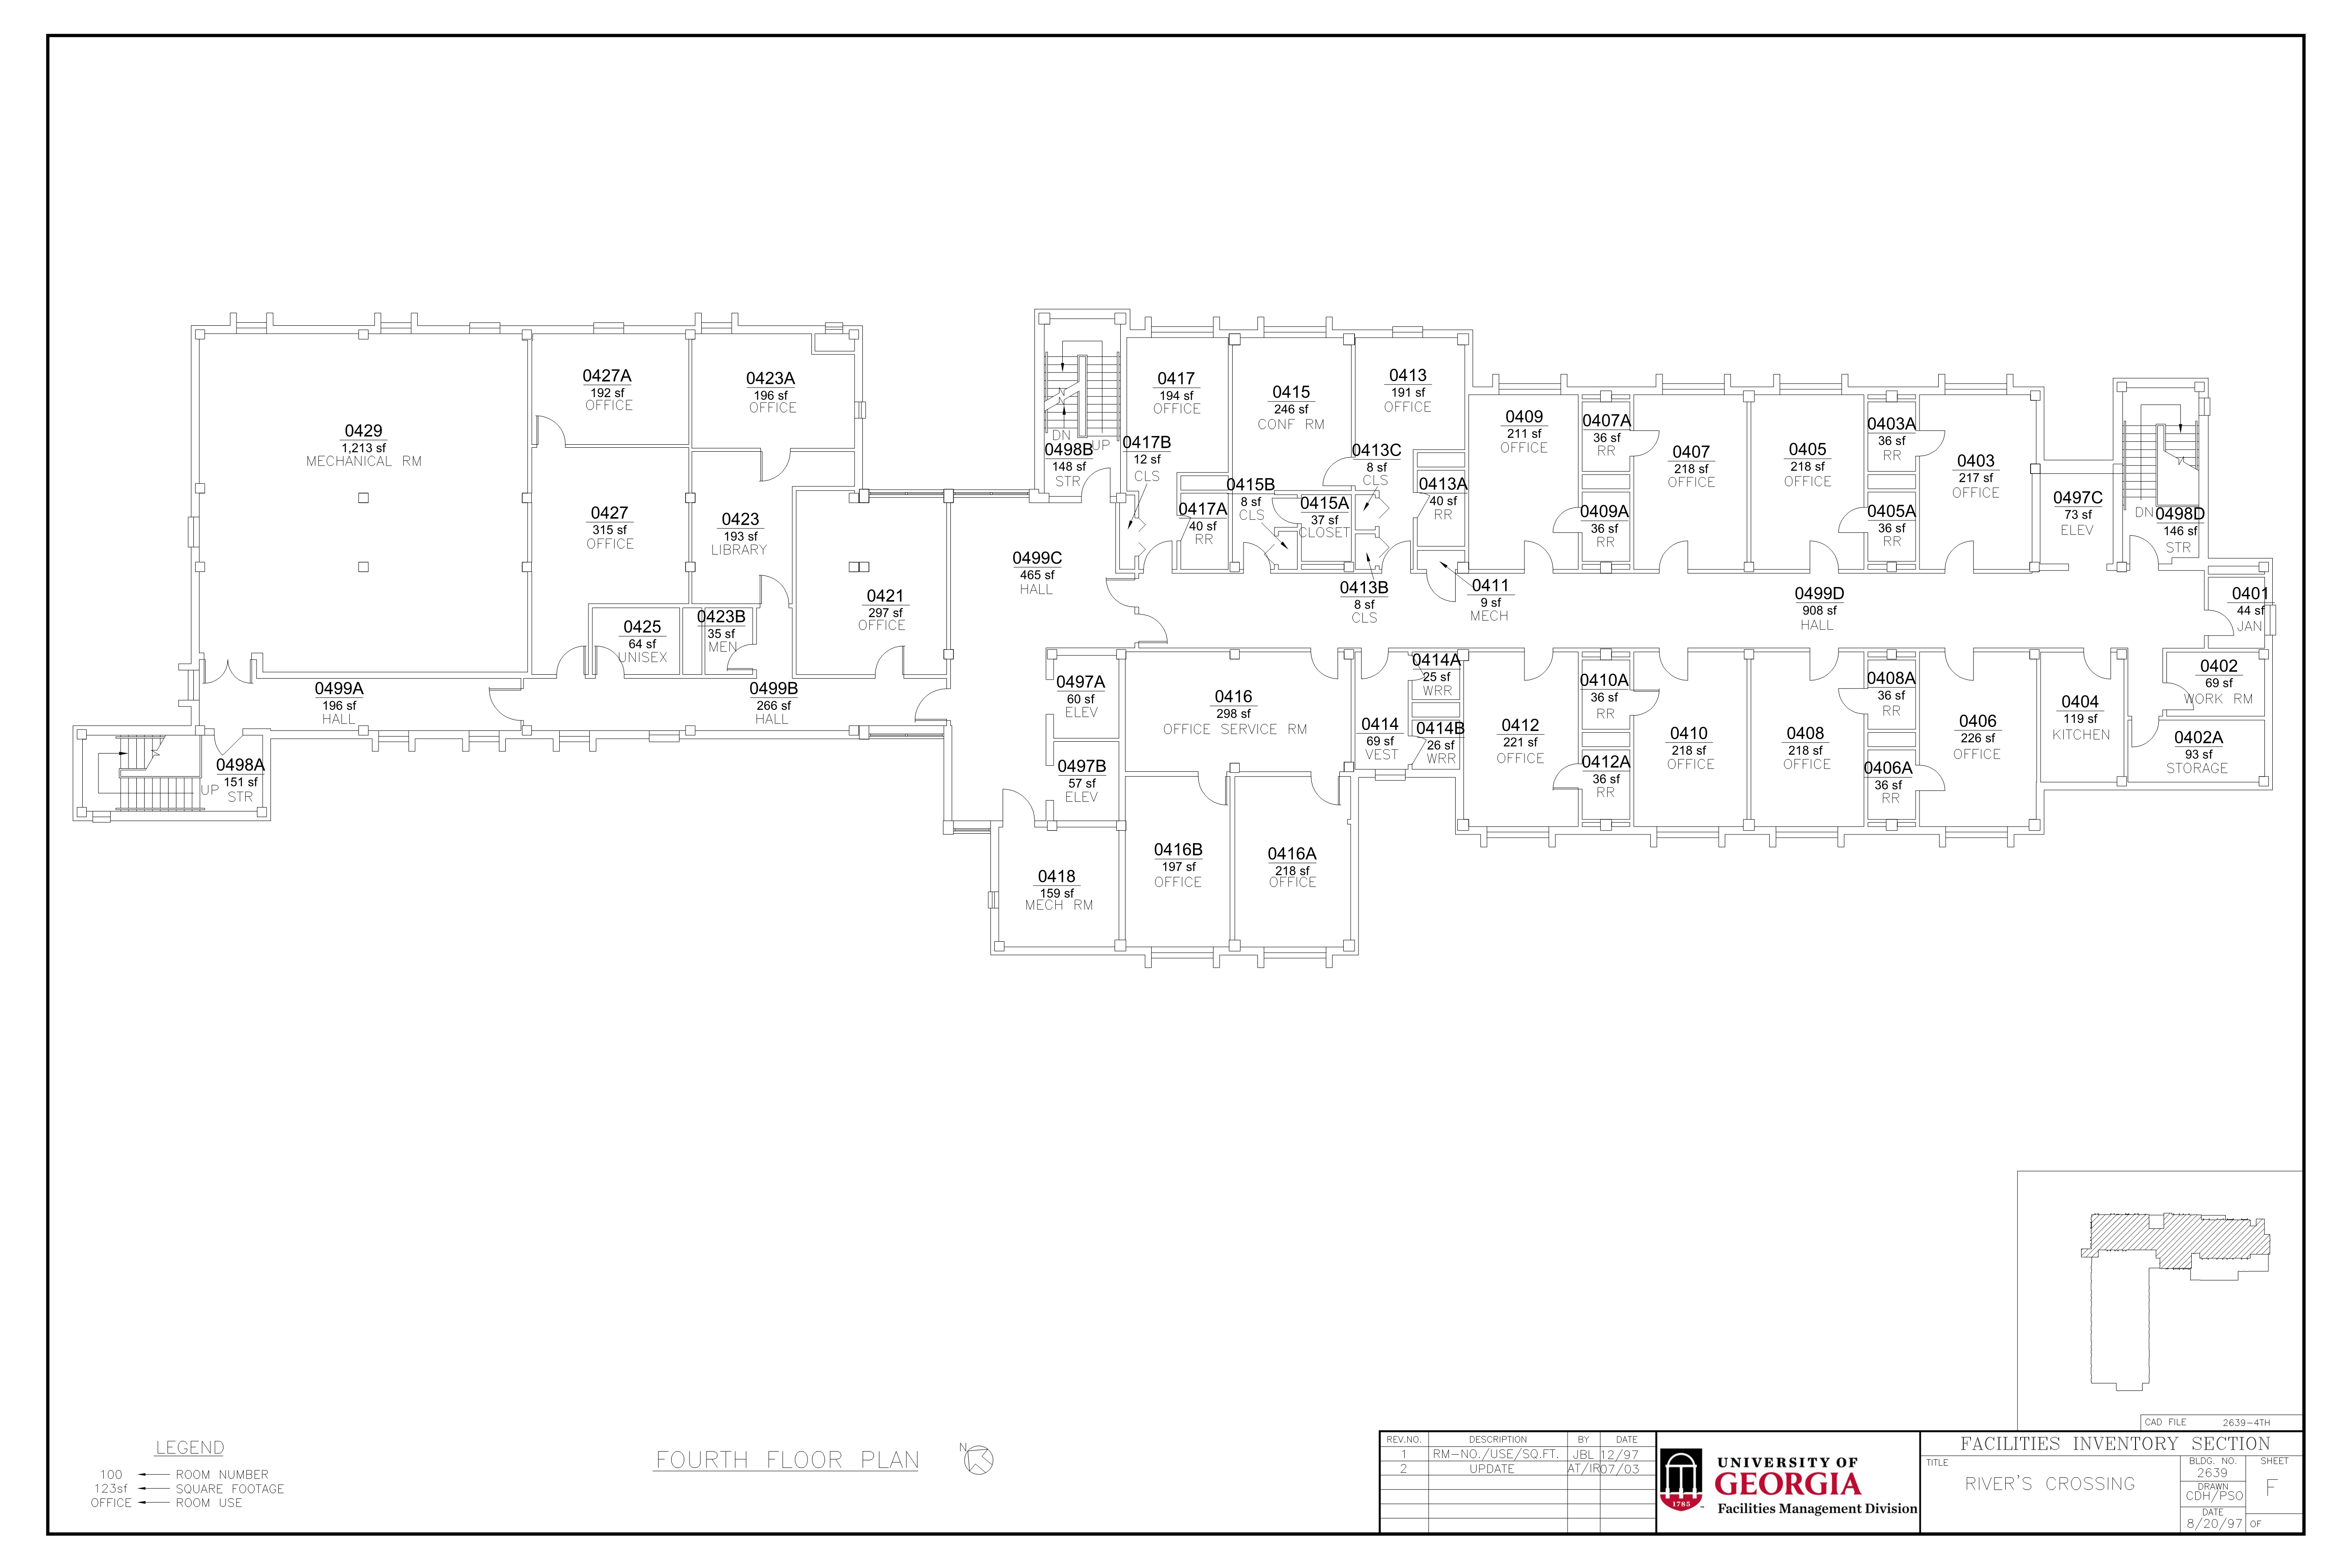 0429
1,213 sf
MECHANICAL RM
0427A
192 sf
OFFICE
0423A
196 sf
OFFICE
0427
315 sf
OFFICE
0423
193 sf
LIBRARY
0425
64 sf
UNISEX
0423B
35 sf
MEN
0421
297 sf
OFFICE
0499A
196 sf
HALL
0499B
266 sf
HALL
0498A
151 sf
STR
UP
DN
UP
0498B
148 sf
STR
0499C
465 sf
HALL
0497A
60 sf
ELEV
0497B
57 sf
ELEV
0418
159 sf
MECH RM
0417
194 sf
OFFICE
0417B
12 sf
CLS
0417A
40 sf
RR
0415
246 sf
CONF RM
0415B
8 sf
CLS
0415A
37 sf
CLOSET
0413
191 sf
OFFICE
0413C
8 sf
CLS
0413A
40 sf
RR
0413B
8 sf
CLS
0411
9 sf
MECH
0416
298 sf
OFFICE SERVICE RM
0416B
197 sf
OFFICE
0416A
218 sf
OFFICE
0414
69 sf
VEST
0414A
25 sf
WRR
0414B
26 sf
WRR
0409
211 sf
OFFICE
0407A
36 sf
RR
0409A
36 sf
RR
0407
218 sf
OFFICE
0405
218 sf
OFFICE
0403A
36 sf
RR
0405A
36 sf
RR
0403
217 sf
OFFICE
0497C
73 sf
ELEV
DN
0498D
146 sf
STR
0499D
908 sf
HALL
0401
44 sf
JAN
0402
69 sf
WORK RM
0402A
93 sf
STORAGE
0404
119 sf
KITCHEN
0412
221 sf
OFFICE
0410A
36 sf
RR
0412A
36 sf
RR
0410
218 sf
OFFICE
0408
218 sf
OFFICE
0408A
36 sf
RR
0406A
36 sf
RR
0406
226 sf
OFFICE
LEGEND
100 ROOM NUMBER
123sf SQUARE FOOTAGE
OFFICE ROOM USE
FOURTH FLOOR PLAN
N
CAD FILE 2639-4TH
REV.NO. DESCRIPTION BY DATE
1 RM-NO./USE/SQ.FT. JBL 12/97
2 UPDATE AT/IR 07/03
1785
UNIVERSITY OF
GEORGIA
Facilities Management Division
FACILITIES INVENTORY SECTION
TITLE
RIVER'S CROSSING
BLDG. NO.
2639
DRAWN
CDH/PSO
DATE
8/20/97
SHEET
F
OF